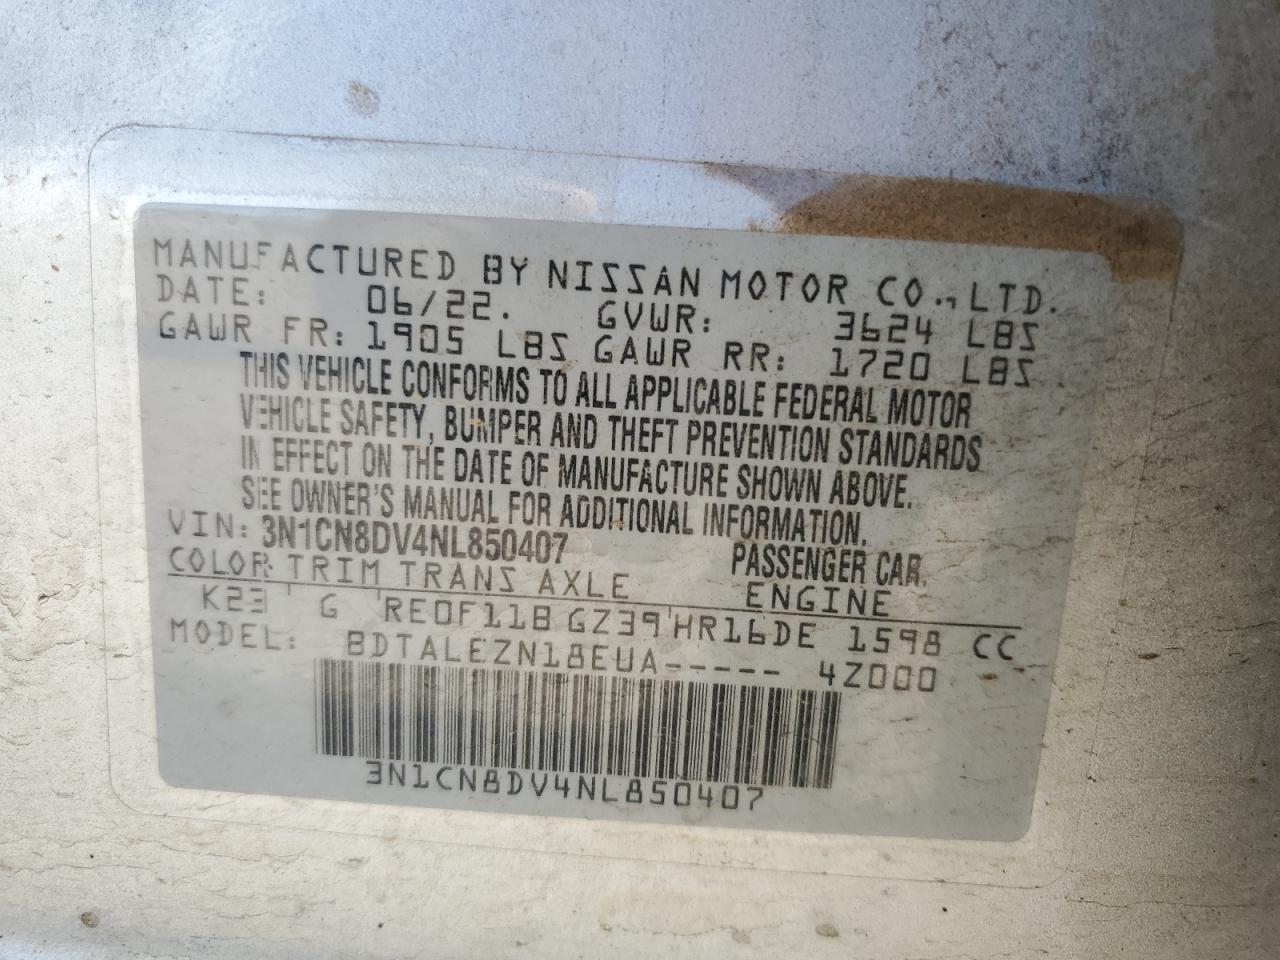 MANUFACTURED BY NISSAN MOTOR CO., LTD.
DATE: 06/22. GVWR: 3624 LBS
GAWR FR: 1905 LBS GAWR RR: 1720 LBS
THIS VEHICLE CONFORMS TO ALL APPLICABLE FEDERAL MOTOR
VEHICLE SAFETY, BUMPER AND THEFT PREVENTION STANDARDS
IN EFFECT ON THE DATE OF MANUFACTURE SHOWN ABOVE.
SEE OWNER'S MANUAL FOR ADDITIONAL INFORMATION.
VIN: 3N1CN8DV4NL850407 PASSENGER CAR.
COLOR TRIM TRANS AXLE ENGINE
K23 G RE0F11B GZ39 HR16DE 1598 CC
MODEL: BDTALEZN18EUA----- 4Z000
3N1CN8DV4NL850407